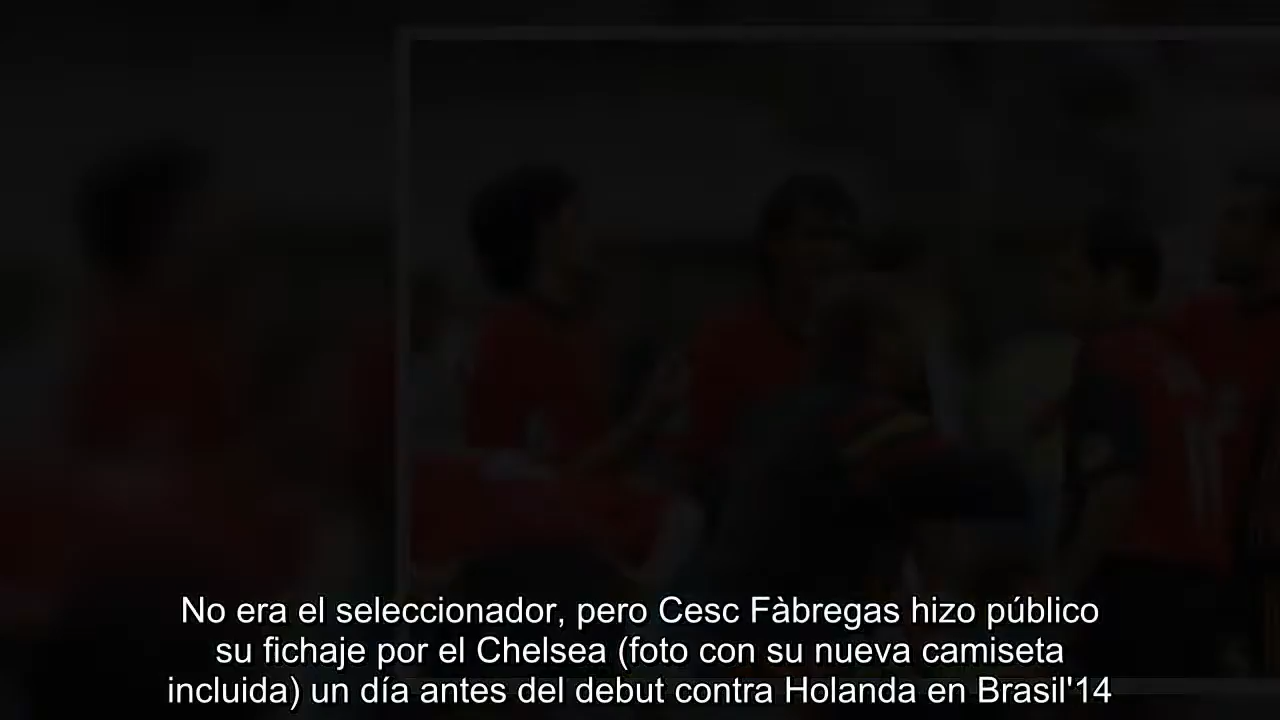 No era el seleccionador, pero Cesc Fàbregas hizo público
su fichaje por el Chelsea (foto con su nueva camiseta
incluida) un día antes del debut contra Holanda en Brasil'14